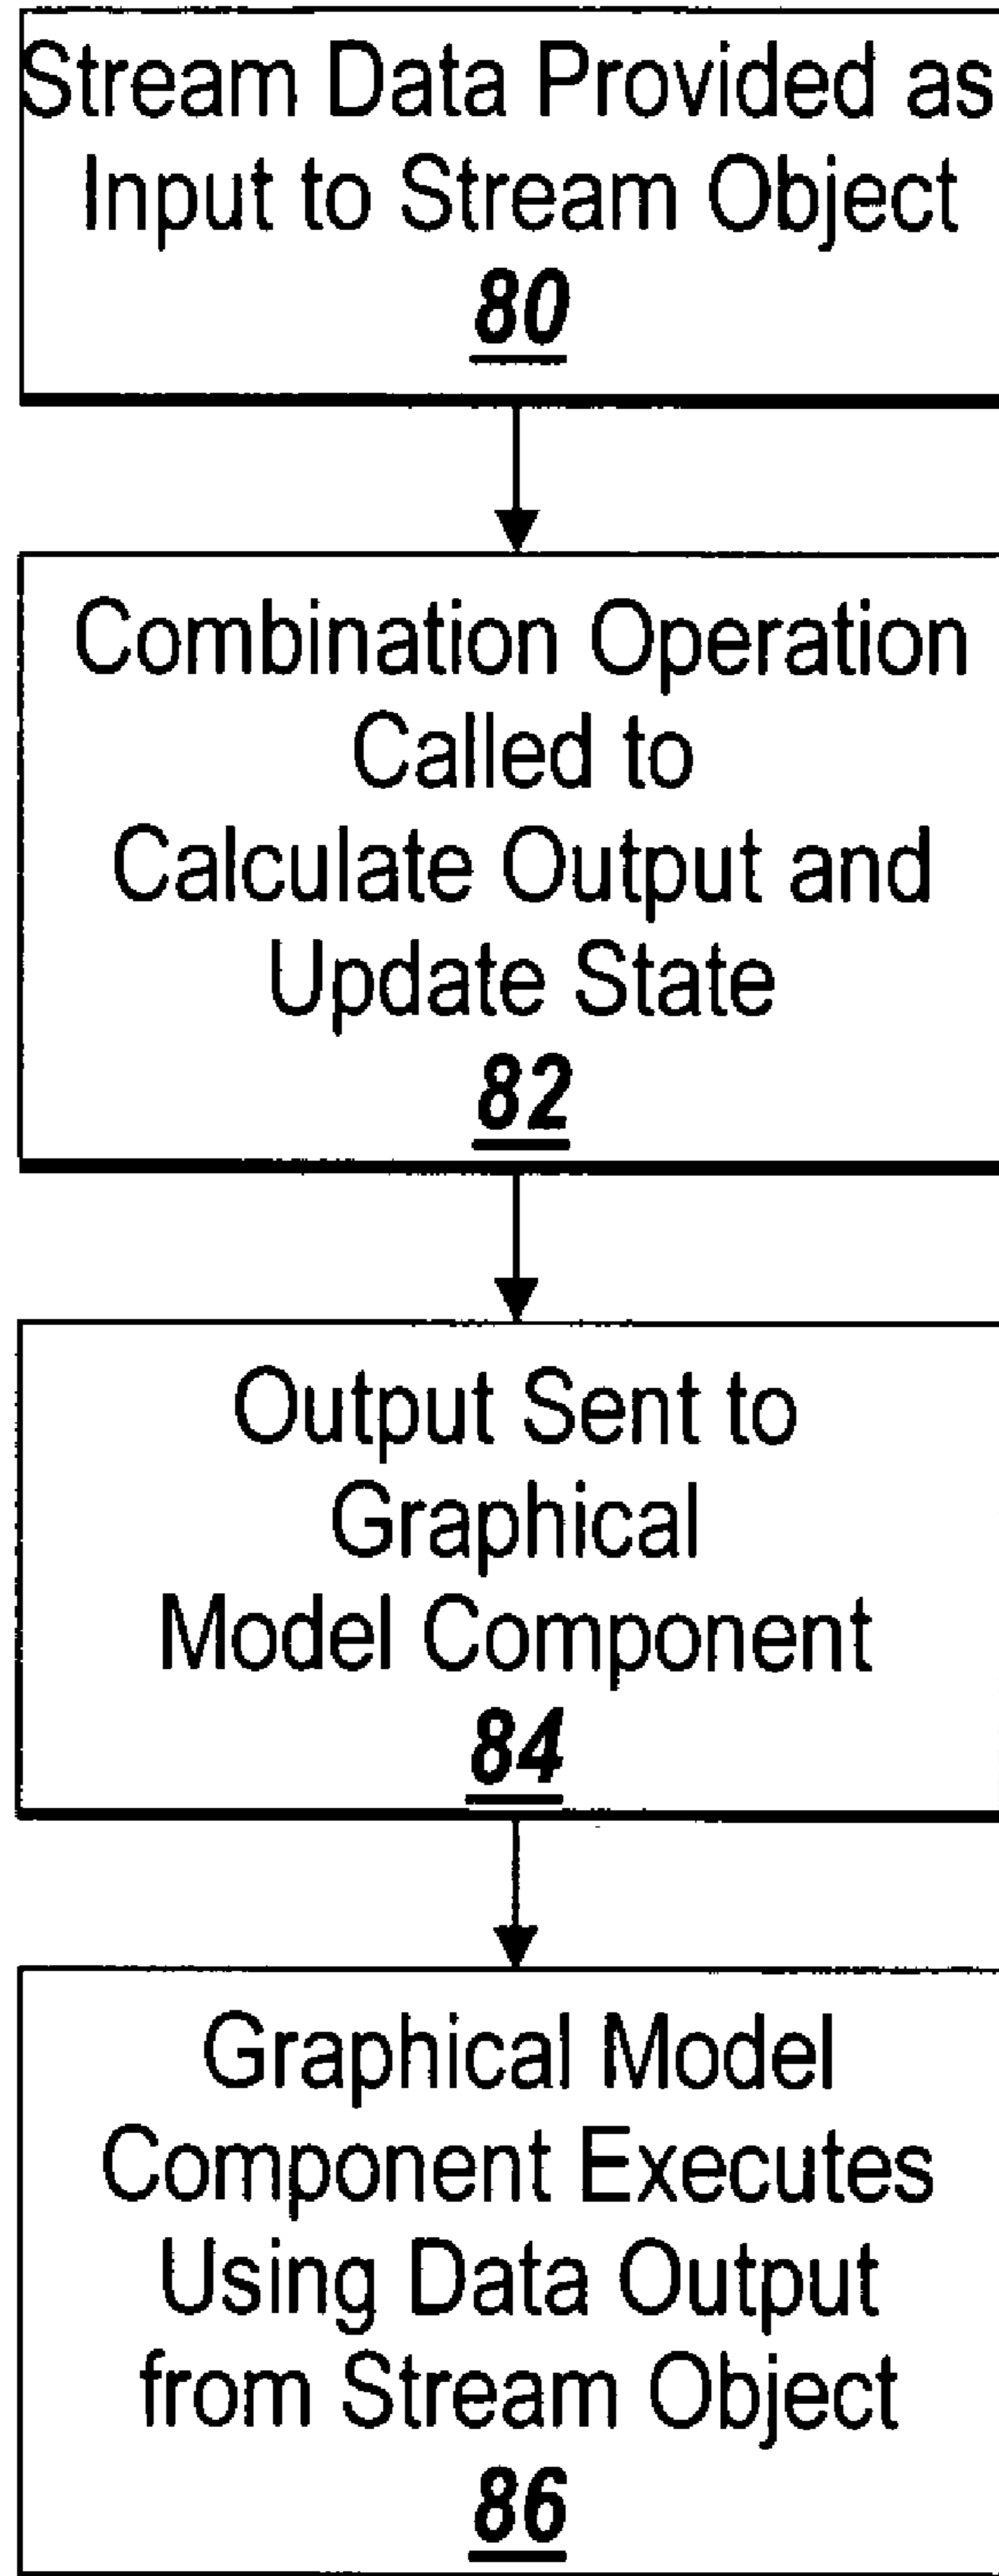 Stream Data Provided as
Input to Stream Object
80
Combination Operation
Called to
Calculate Output and
Update State
82
Output Sent to
Graphical
Model Component
84
Graphical Model
Component Executes
Using Data Output
from Stream Object
86